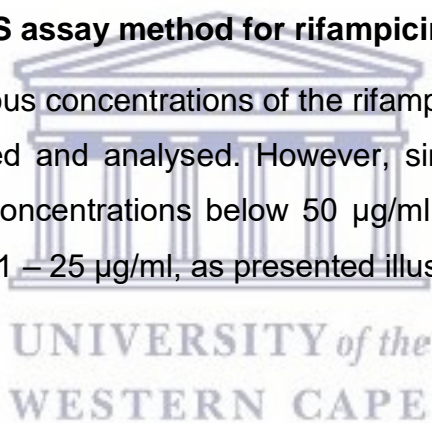 S assay method for rifampici
ous concentrations of the rifamp
ed and analysed. However, si
oncentrations below 50 µg/ml
1 – 25 µg/ml, as presented illus
UNIVERSITY of the
WESTERN CAPE